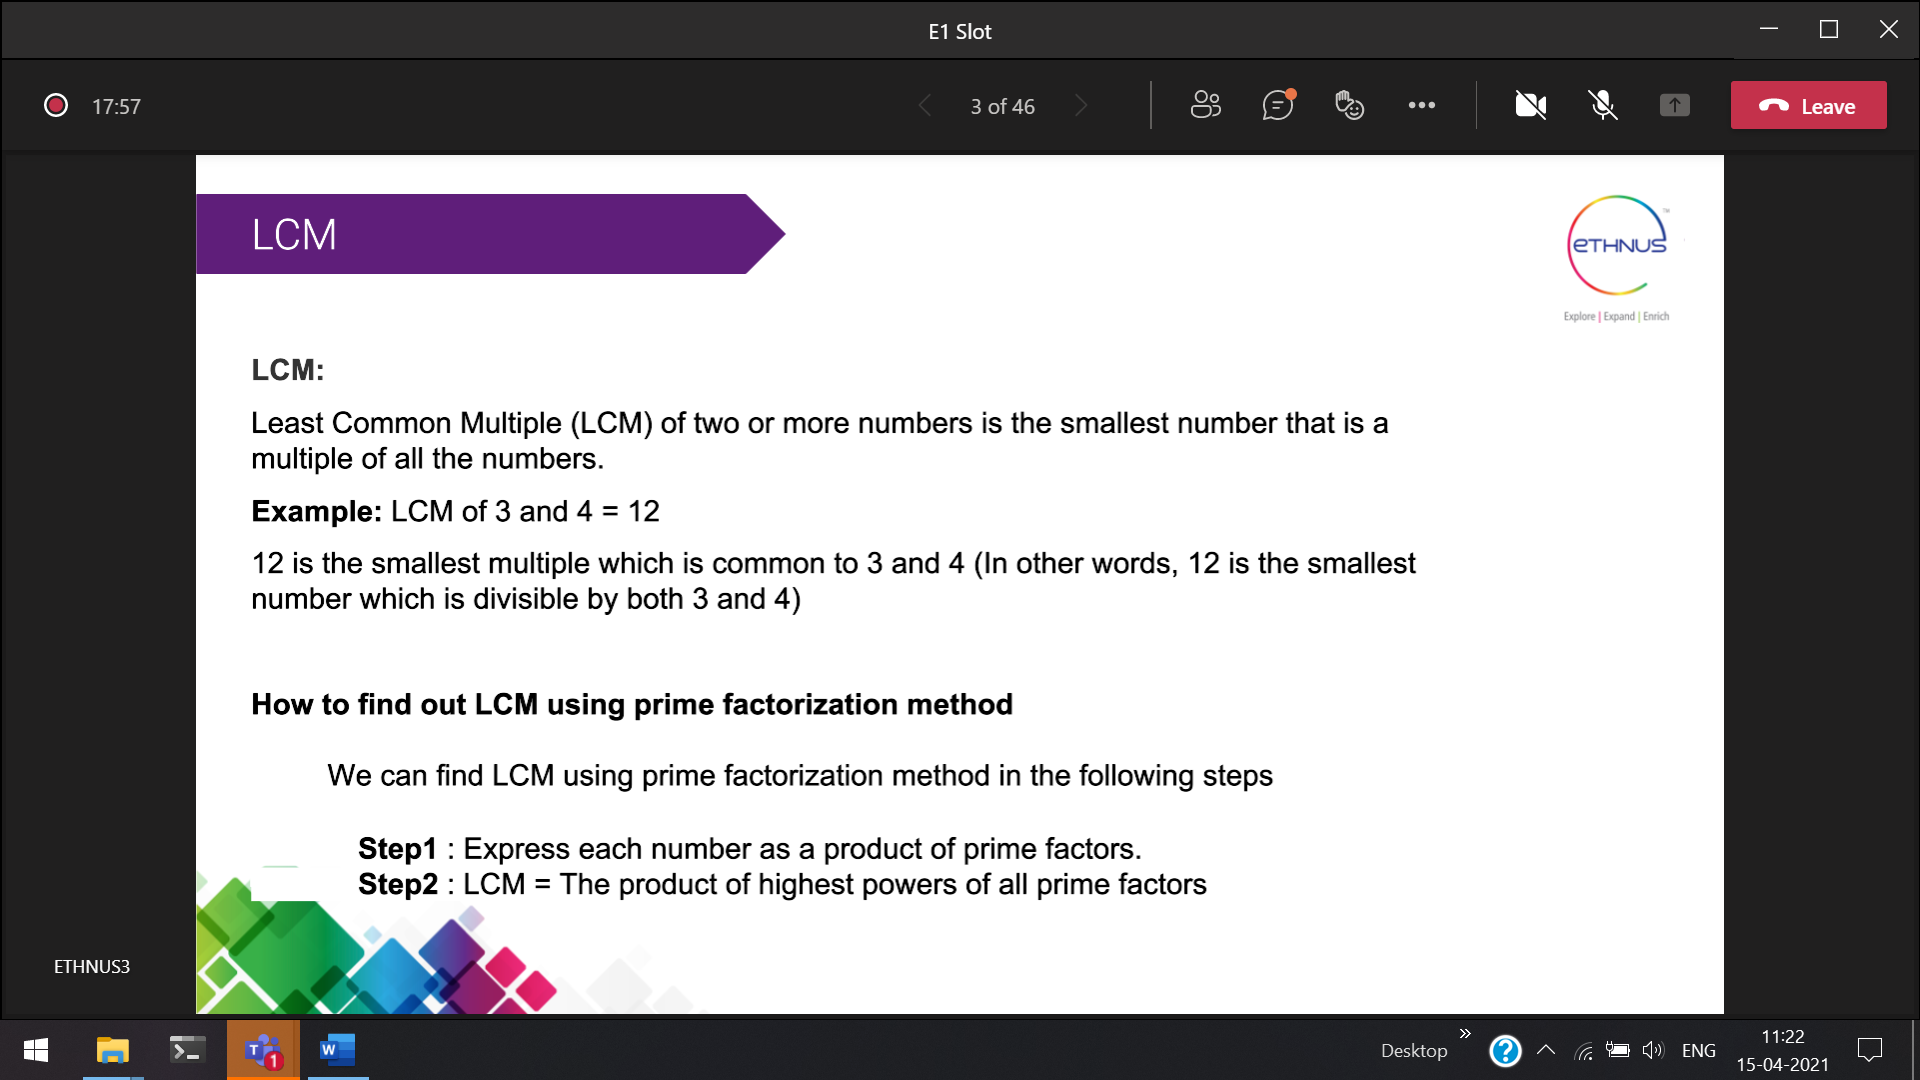 E1 Slot
17:57
3 of 46
Leave
LCM
eTHNUS
TM
Explore | Expand | Enrich
LCM:
Least Common Multiple (LCM) of two or more numbers is the smallest number that is a
multiple of all the numbers.
Example: LCM of 3 and 4 = 12
12 is the smallest multiple which is common to 3 and 4 (In other words, 12 is the smallest
number which is divisible by both 3 and 4)
How to find out LCM using prime factorization method
We can find LCM using prime factorization method in the following steps
Step1 : Express each number as a product of prime factors.
Step2 : LCM = The product of highest powers of all prime factors
ETHNUS3
T
1
W
Desktop
ENG
11:22
15-04-2021